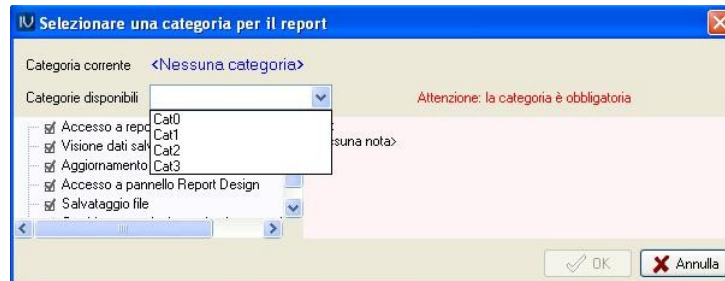 Selezionare una categoria per il report
Categoria corrente <Nessuna categoria>
Categorie disponibili
Attenzione: la categoria è obbligatoria
Cat0
Cat1
Cat2
Cat3
Accesso a repo
Visione dati sal
Aggiornamento
Accesso a pannello Report Design
Salvataggio file
suna nota>
OK
Annulla